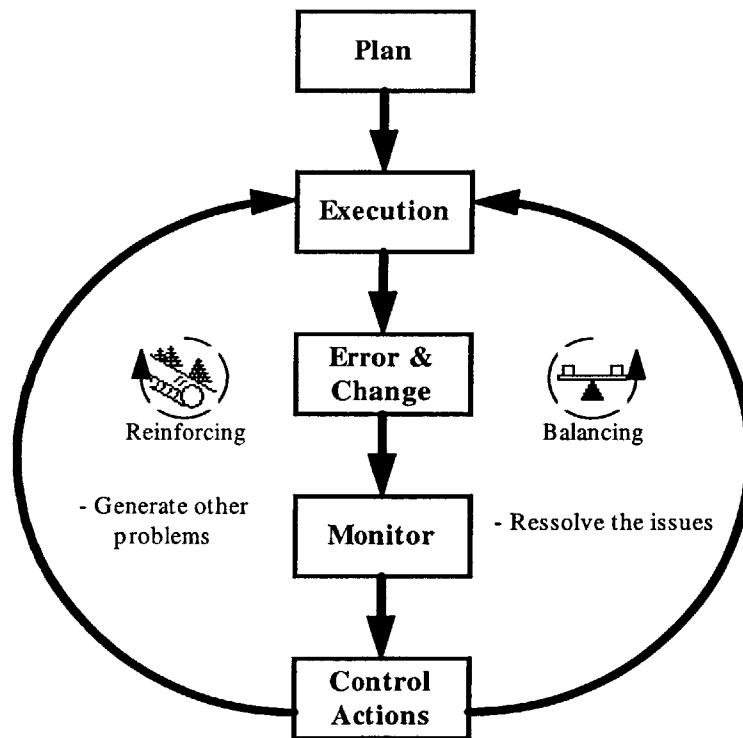 Plan
Execution
Error &
Change
Reinforcing
Balancing
- Generate other
problems
- Ressolve the issues
Monitor
Control
Actions